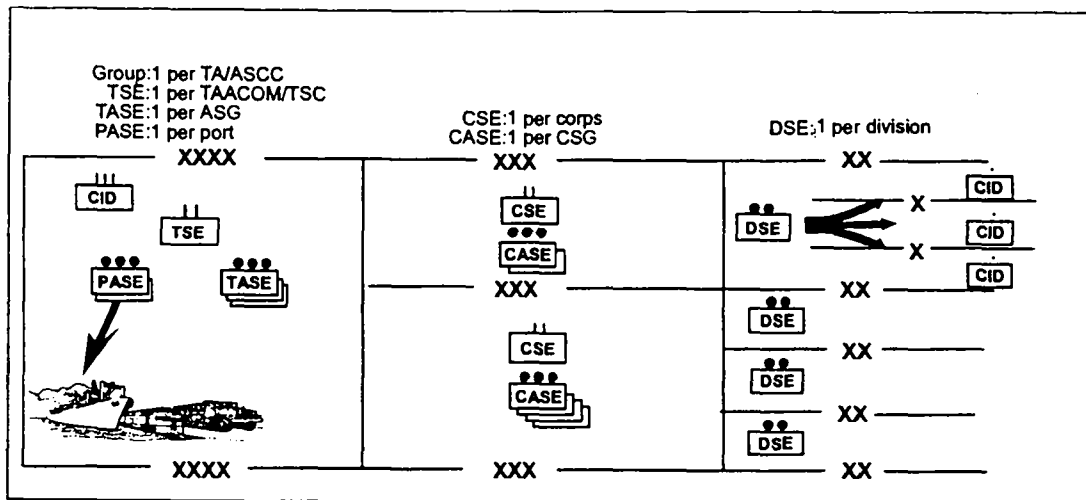 Group:1 per TA/ASCC
TSE:1 per TAACOM/TSC
TASE:1 per ASG
PASE:1 per port
CSE:1 per corps
CASE:1 per CSG
DSE:1 per division
XXXX
XXX
XX
CID
TSE
PASE
TASE
CSE
CASE
DSE
CID
X
CID
X
CID
XXX
XX
CSE
CASE
DSE
XX
DSE
XX
DSE
XXXX
XXX
XX